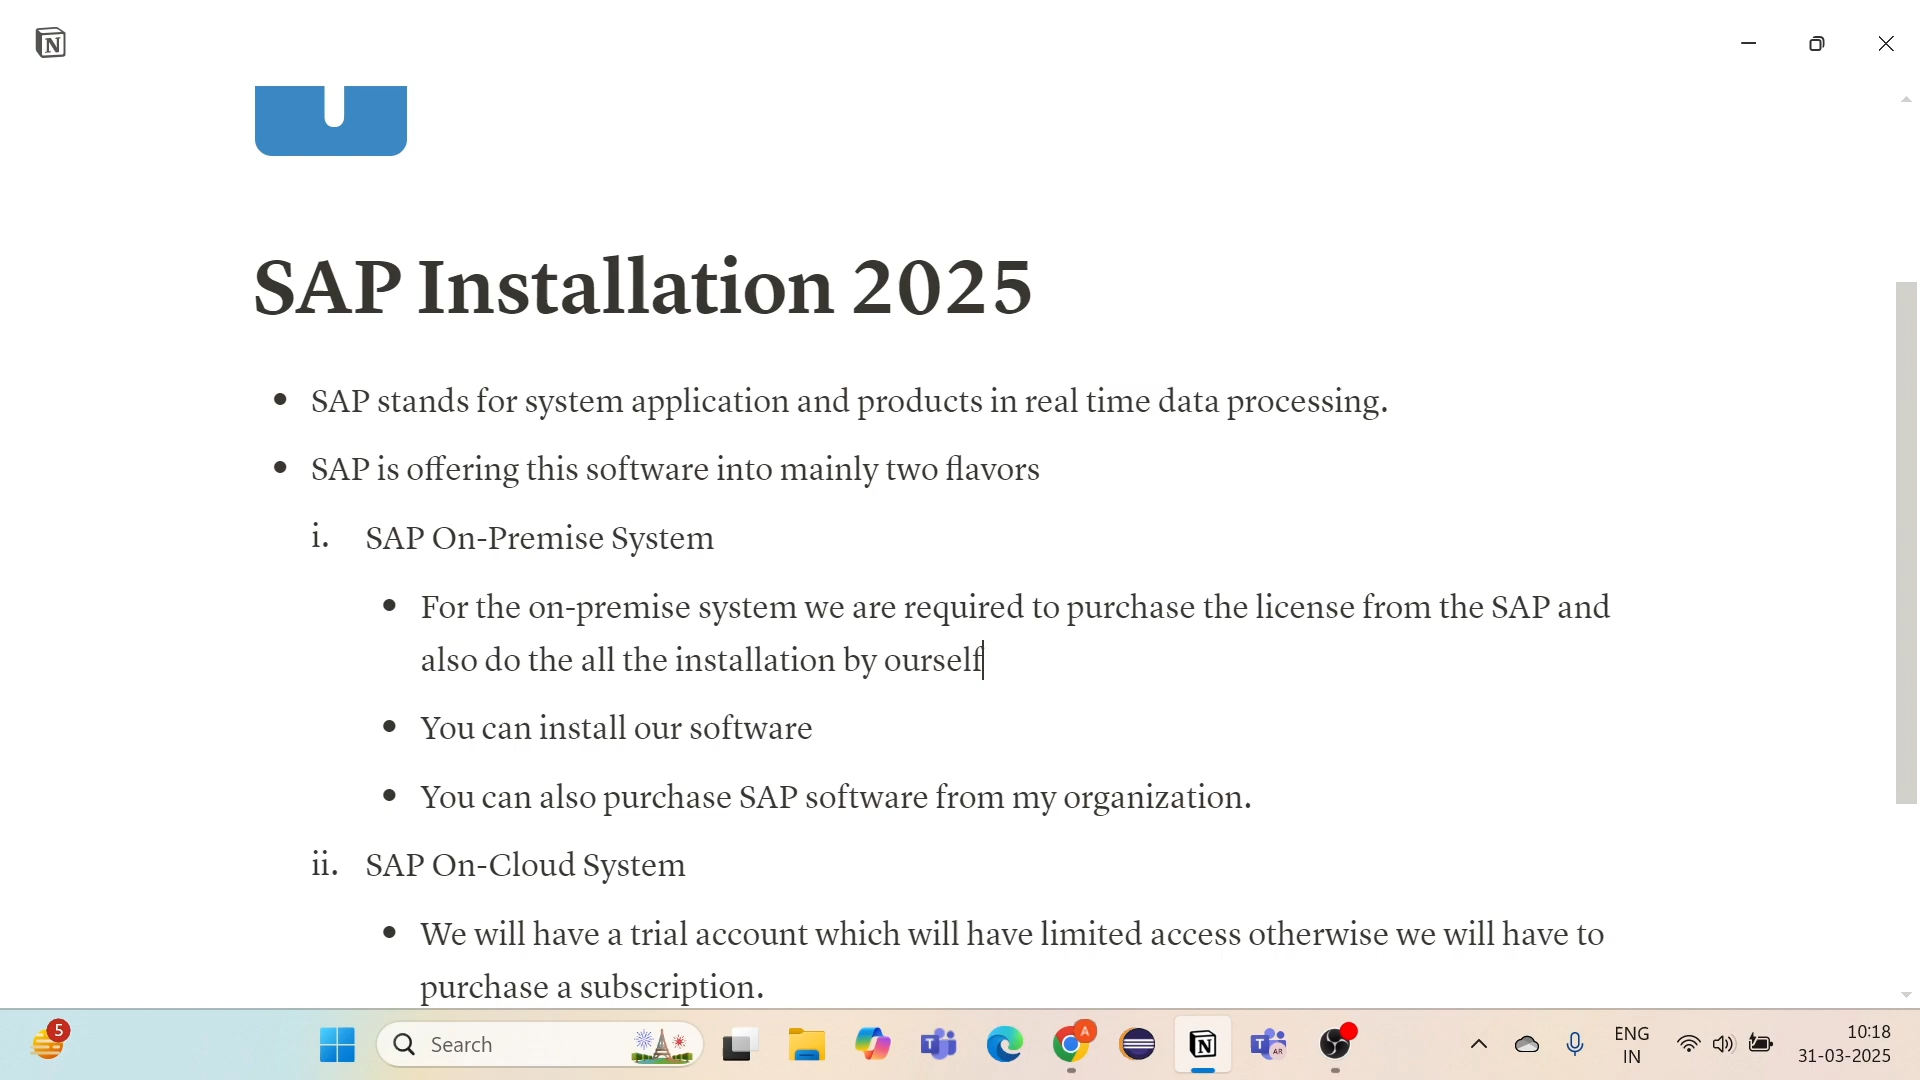 N
SAP Installation 2025
• SAP stands for system application and products in real time data processing.
• SAP is offering this software into mainly two flavors
i. SAP On-Premise System
• For the on-premise system we are required to purchase the license from the SAP and
also do the all the installation by ourself
• You can install our software
• You can also purchase SAP software from my organization.
ii. SAP On-Cloud System
• We will have a trial account which will have limited access otherwise we will have to
purchase a subscription.
5
Search
T
A
N
T
AR
ENG
IN
10:18
31-03-2025